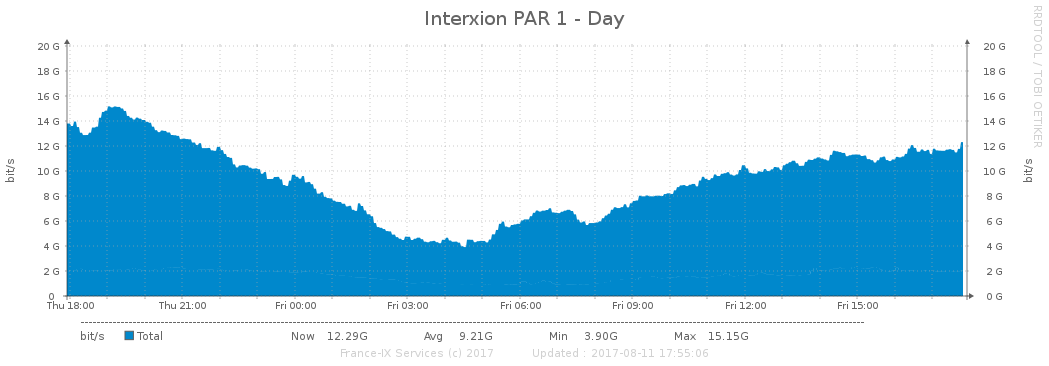 Interxion PAR 1 - Day
RRDTOOL / TOBI OETIKER
20 G 20 G
18 G 18 G
16 G 16 G
14 G 14 G
12 G 12 G
10 G 10 G
8 G 8 G
6 G 6 G
4 G 4 G
2 G 2 G
0 0 G
bit/s
bit/s
Thu 18:00 Thu 21:00 Fri 00:00 Fri 03:00 Fri 06:00 Fri 09:00 Fri 12:00 Fri 15:00
bit/s Total Now 12.29G Avg 9.21G Min 3.90G Max 15.15G
France-IX Services (c) 2017 Updated : 2017-08-11 17:55:06